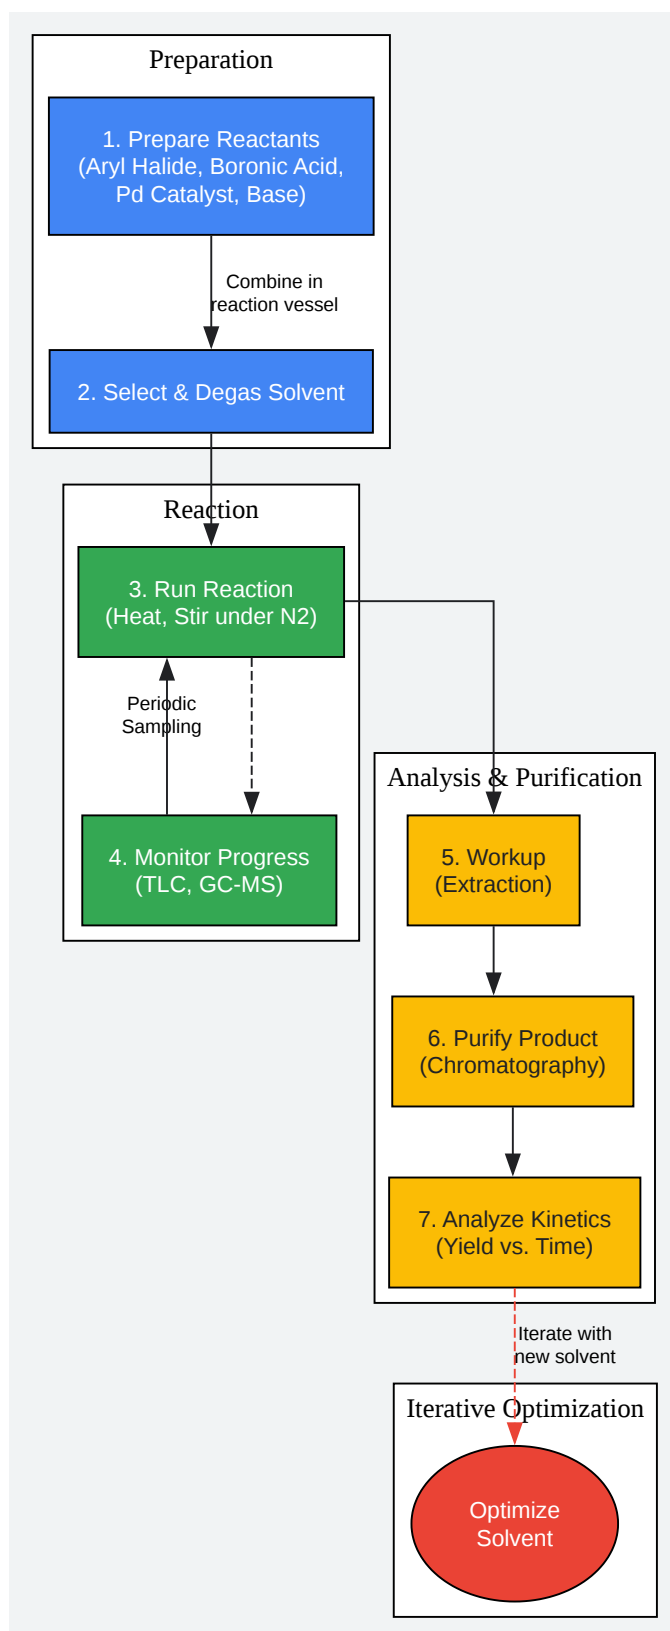 Preparation
1. Prepare Reactants
(Aryl Halide, Boronic Acid,
Pd Catalyst, Base)
Combine in
reaction vessel
2. Select & Degas Solvent
Reaction
3. Run Reaction
(Heat, Stir under N2)
Periodic
Sampling
4. Monitor Progress
(TLC, GC-MS)
Analysis & Purification
5. Workup
(Extraction)
6. Purify Product
(Chromatography)
7. Analyze Kinetics
(Yield vs. Time)
Iterate with
new solvent
Iterative Optimization
Optimize
Solvent